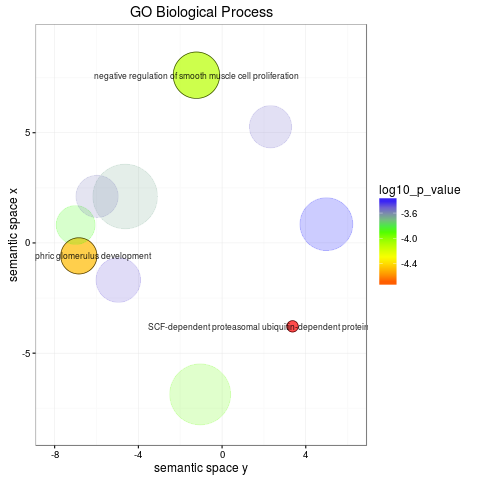 GO Biological Process
negative regulation of smooth muscle cell proliferation
phric glomerulus development
SCF-dependent proteasomal ubiquitin-dependent protein
semantic space x
5
0
-5
-8
-4
0
4
semantic space y
log10_p_value
-3.6
-4.0
-4.4